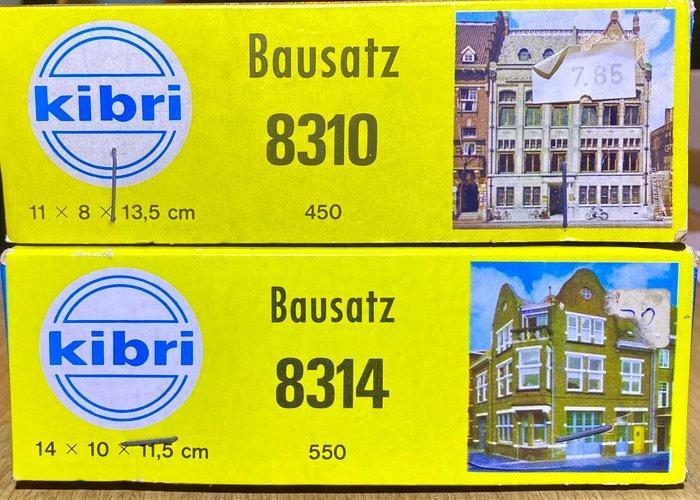 kibri
Bausatz
8310
11 × 8 × 13,5 cm
450
7,65
kibri
Bausatz
8314
14 × 10 × 11,5 cm
550